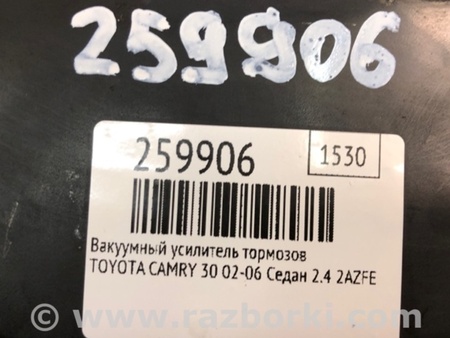 259906
259906
1530
Вакуумный усилитель тормозов
TOYOTA CAMRY 30 02-06 Седан 2.4 2AZFE
© www.razborki.com